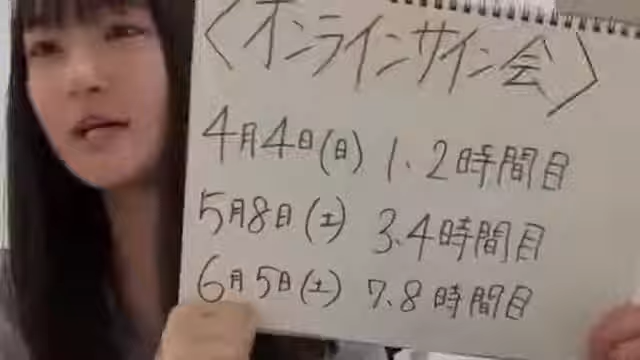 〈オンラインサイン会〉
4月4日(日) 1、2時間目
5月8日(土) 3、4時間目
6月5日(土) 7、8時間目